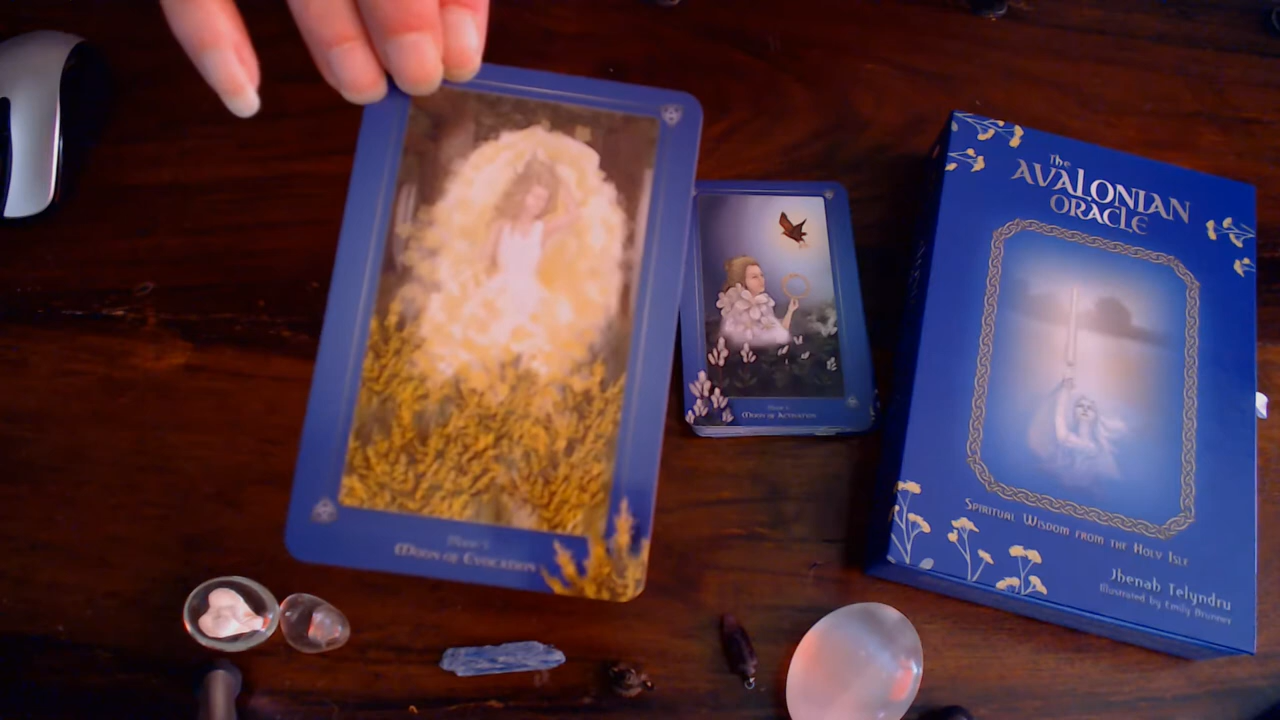 MOON OF EVOCATION
MOON OF ACTIVATION
The
AVALONIAN
ORACLE
SPIRITUAL WISDOM FROM THE HOLY ISLE
Jhenah Telyndru
Illustrated by Emily Brunner